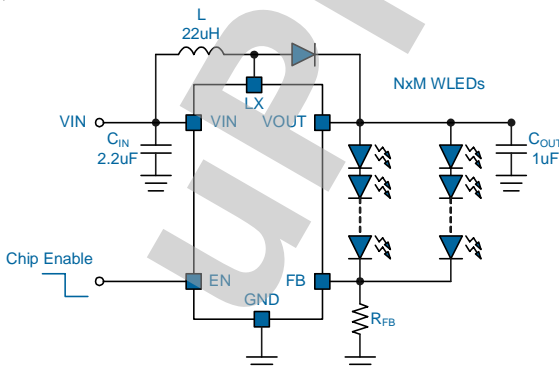 L
22uH
NxM WLEDs
LX
VIN
VIN
VOUT
CIN
2.2uF
COUT
1uF
Chip Enable
EN
FB
GND
RFB